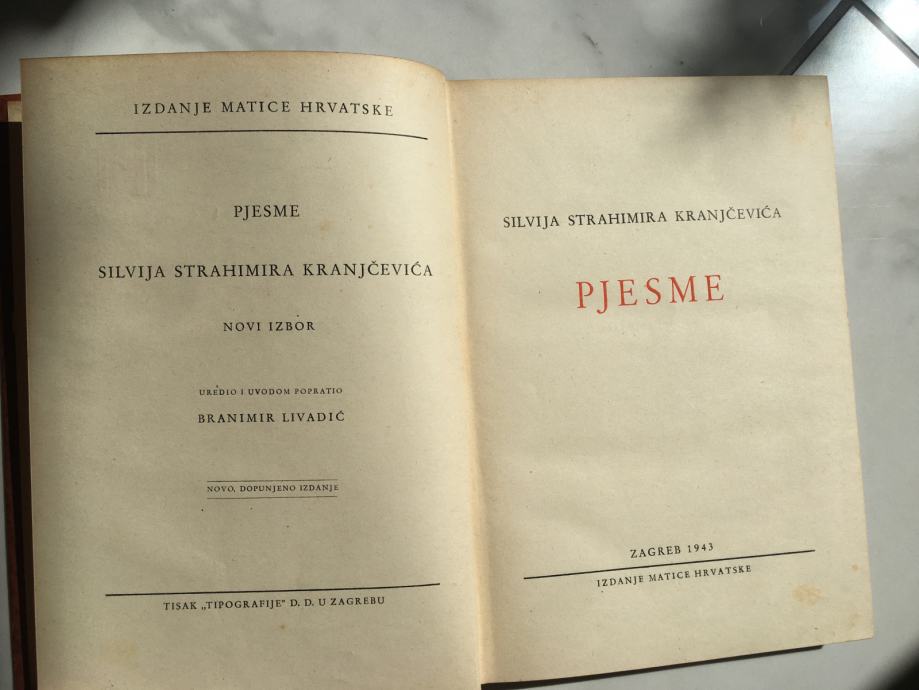 IZDANJE MATICE HRVATSKE
PJESME
SILVIJA STRAHIMIRA KRANJČEVIĆA
NOVI IZBOR
UREDIO I UVODOM POPRATIO
BRANIMIR LIVADIĆ
NOVO, DOPUNJENO IZDANJE
TISAK „TIPOGRAFIJE" D. D. U ZAGREBU
SILVIJA STRAHIMIRA KRANJČEVIĆA
PJESME
ZAGREB 1943
IZDANJE MATICE HRVATSKE